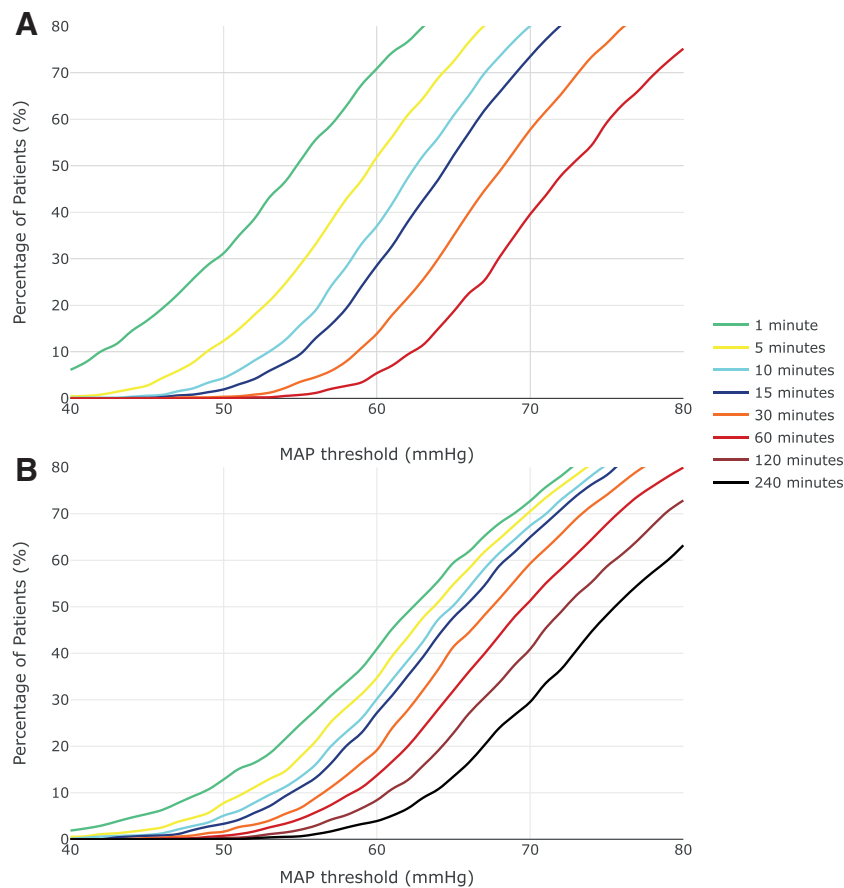 A
80
70
60
50
40
30
20
10
0
40
50
60
70
80
Percentage of Patients (%)
MAP threshold (mmHg)
1 minute
5 minutes
10 minutes
15 minutes
30 minutes
60 minutes
120 minutes
240 minutes
B
80
70
60
50
40
30
20
10
0
40
50
60
70
80
Percentage of Patients (%)
MAP threshold (mmHg)